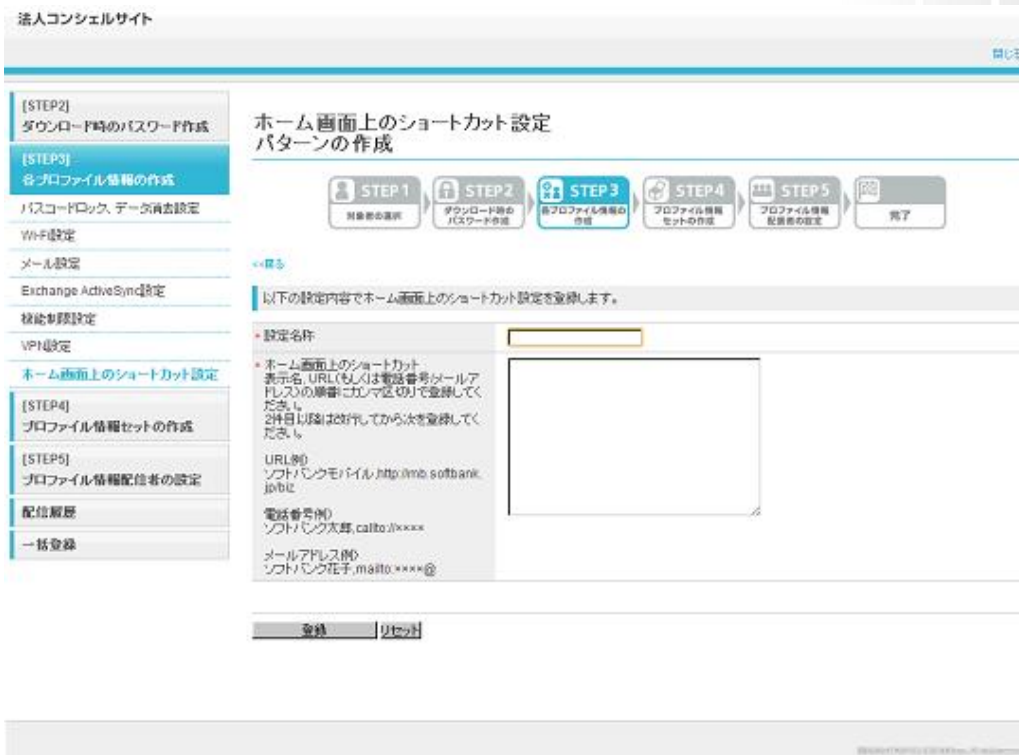 法人コンシェルサイト
閉じ
[STEP2]
ダウンロード時のパスワード作成
[STEP3]
各プロファイル情報の作成
パスコードロック、データ消去設定
Wi-Fi設定
メール設定
Exchange ActiveSync設定
機能制限設定
VPN設定
ホーム画面上のショートカット設定
[STEP4]
プロファイル情報セットの作成
[STEP5]
プロファイル情報配信者の設定
配信履歴
一括登録
ホーム画面上のショートカット設定
パターンの作成
STEP1
対象者の選択
STEP2
ダウンロード時の
パスワード作成
STEP3
各プロファイル情報の
作成
STEP4
プロファイル情報
セットの作成
STEP5
プロファイル情報
配信者の設定
完了
<<戻る
以下の設定内容でホーム画面上のショートカット設定を登録します。
* 設定名称
* ホーム画面上のショートカット
表示名、URL(もしくは電話番号/メールア
ドレス)の順番にカンマ区切りで登録してく
ださい。
2件目以降は改行してから次を登録してく
ださい。
URL例)
ソフトバンクモバイル,http://mb.softbank.
jp/biz
電話番号例)
ソフトバンク太郎,callto://××××
メールアドレス例)
ソフトバンク花子,mailto:××××@
登録
リセット